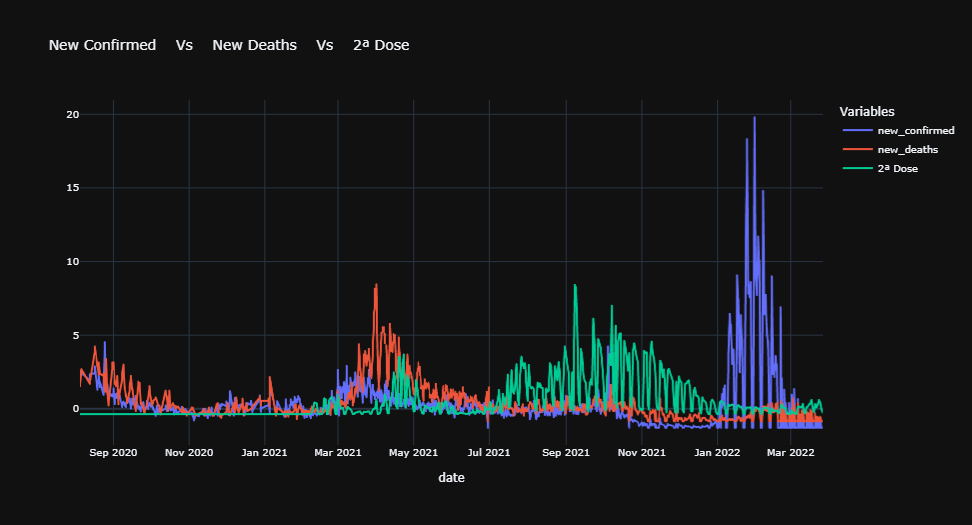 New Confirmed Vs New Deaths Vs 2ª Dose
Variables
new_confirmed
new_deaths
2ª Dose
20
15
10
5
0
Sep 2020 Nov 2020 Jan 2021 Mar 2021 May 2021 Jul 2021 Sep 2021 Nov 2021 Jan 2022 Mar 2022
date